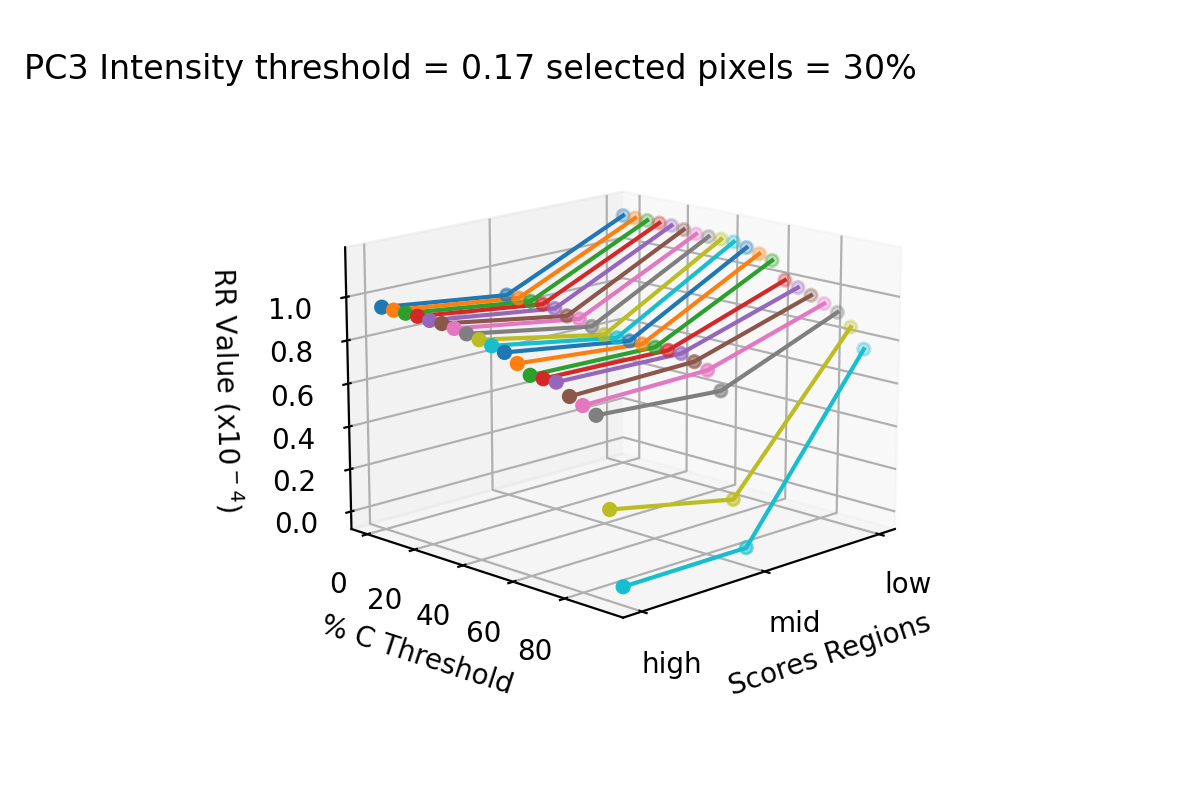 PC3 Intensity threshold = 0.17 selected pixels = 30%
RR Value (x10⁻⁴)
1.0
0.8
0.6
0.4
0.2
0.0
0
20
40
60
80
% C Threshold
high
mid
low
Scores Regions